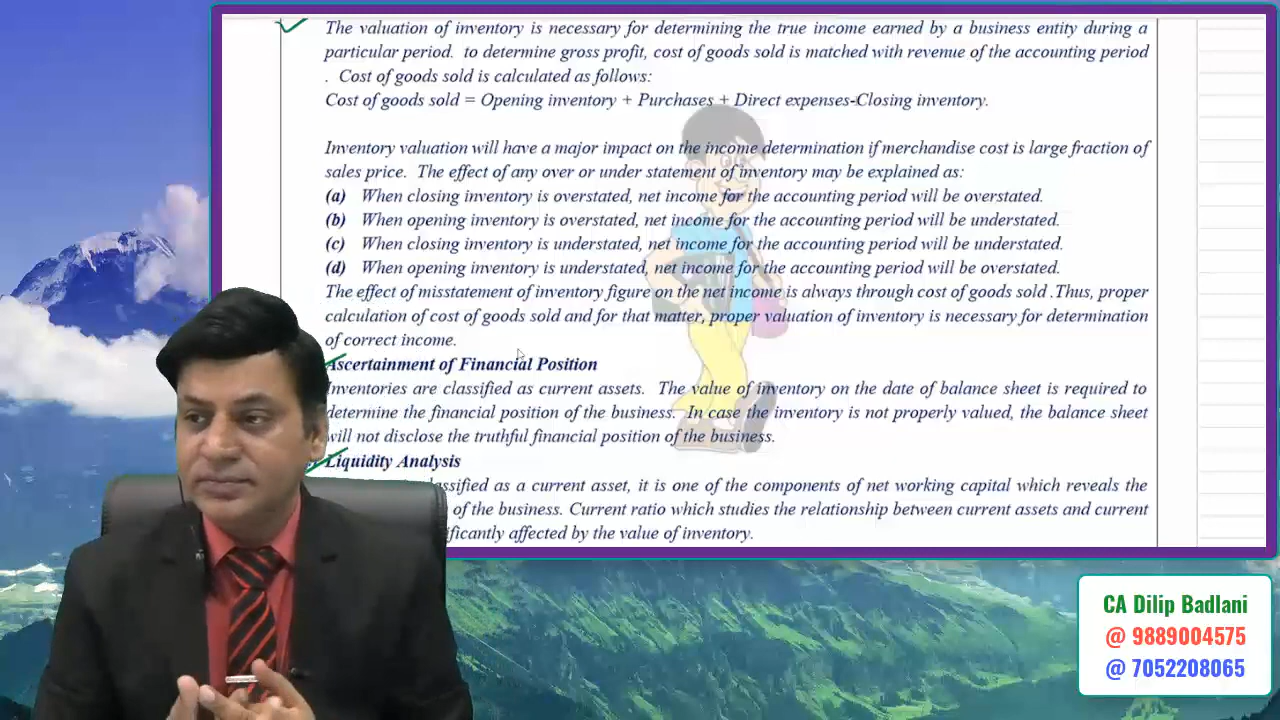 The valuation of inventory is necessary for determining the true income earned by a business entity during a
particular period. to determine gross profit, cost of goods sold is matched with revenue of the accounting period
. Cost of goods sold is calculated as follows:
Cost of goods sold = Opening inventory + Purchases + Direct expenses-Closing inventory.
Inventory valuation will have a major impact on the income determination if merchandise cost is large fraction of
sales price. The effect of any over or under statement of inventory may be explained as:
(a) When closing inventory is overstated, net income for the accounting period will be overstated.
(b) When opening inventory is overstated, net income for the accounting period will be understated.
(c) When closing inventory is understated, net income for the accounting period will be understated.
(d) When opening inventory is understated, net income for the accounting period will be overstated.
The effect of misstatement of inventory figure on the net income is always through cost of goods sold .Thus, proper
calculation of cost of goods sold and for that matter, proper valuation of inventory is necessary for determination
of correct income.
Ascertainment of Financial Position
Inventories are classified as current assets. The value of inventory on the date of balance sheet is required to
determine the financial position of the business. In case the inventory is not properly valued, the balance sheet
will not disclose the truthful financial position of the business.
Liquidity Analysis
as a current asset, it is one of the components of net working capital which reveals the
of the business. Current ratio which studies the relationship between current assets and current
affected by the value of inventory.
CA Dilip Badlani
@ 9889004575
@ 7052208065